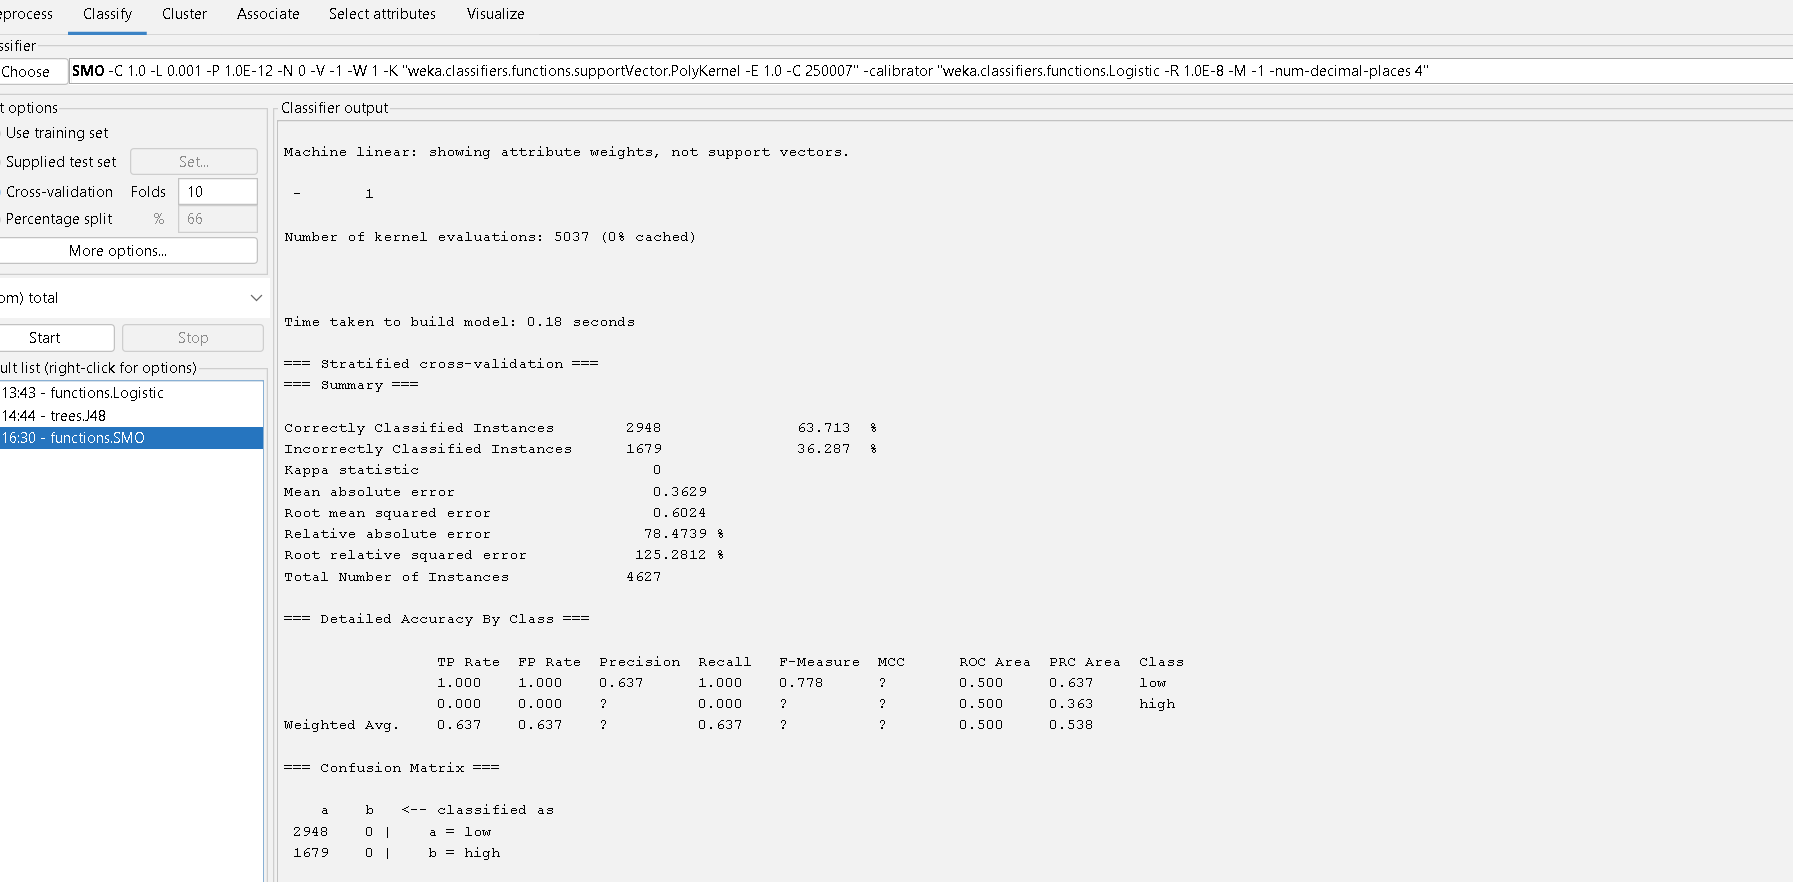 eprocess Classify Cluster Associate Select attributes Visualize
ssifier
Choose SMO -C 1.0 -L 0.001 -P 1.0E-12 -N 0 -V -1 -W 1 -K "weka.classifiers.functions.supportVector.PolyKernel -E 1.0 -C 250007" -calibrator "weka.classifiers.functions.Logistic -R 1.0E-8 -M -1 -num-decimal-places 4"
t options
Use training set
Supplied test set Set...
Cross-validation Folds 10
Percentage split % 66
More options...
om) total
Start Stop
ult list (right-click for options)
13:43 - functions.Logistic
14:44 - trees.J48
16:30 - functions.SMO
Classifier output
Machine linear: showing attribute weights, not support vectors.
- 1
Number of kernel evaluations: 5037 (0% cached)
Time taken to build model: 0.18 seconds
=== Stratified cross-validation ===
=== Summary ===
Correctly Classified Instances 2948 63.713 %
Incorrectly Classified Instances 1679 36.287 %
Kappa statistic 0
Mean absolute error 0.3629
Root mean squared error 0.6024
Relative absolute error 78.4739 %
Root relative squared error 125.2812 %
Total Number of Instances 4627
=== Detailed Accuracy By Class ===
TP Rate FP Rate Precision Recall F-Measure MCC ROC Area PRC Area Class
1.000 1.000 0.637 1.000 0.778 ? 0.500 0.637 low
0.000 0.000 ? 0.000 ? ? 0.500 0.363 high
Weighted Avg. 0.637 0.637 ? 0.637 ? ? 0.500 0.538
=== Confusion Matrix ===
a b <-- classified as
2948 0 | a = low
1679 0 | b = high